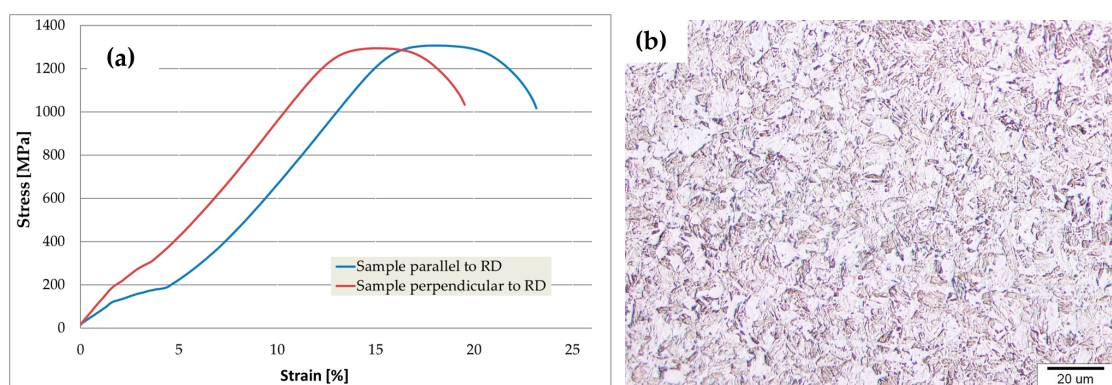 (a)
Stress [MPa]
1400
1200
1000
800
600
400
200
0
Sample parallel to RD
Sample perpendicular to RD
0 5 10 15 20 25
Strain [%]
(b)
20 um